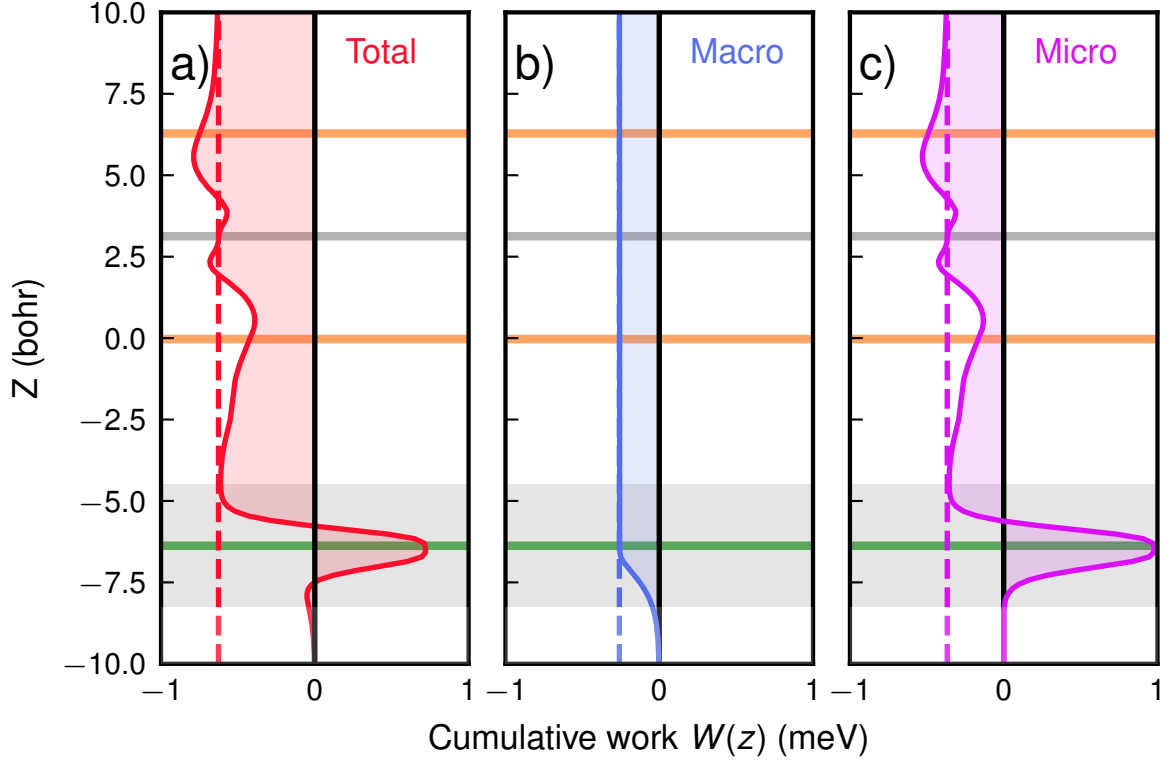 a) Total
b) Macro
c) Micro
10.0
7.5
5.0
2.5
0.0
−2.5
−5.0
−7.5
−10.0
Z (bohr)
−1 0 1
−1 0 1
−1 0 1
Cumulative work W(z) (meV)